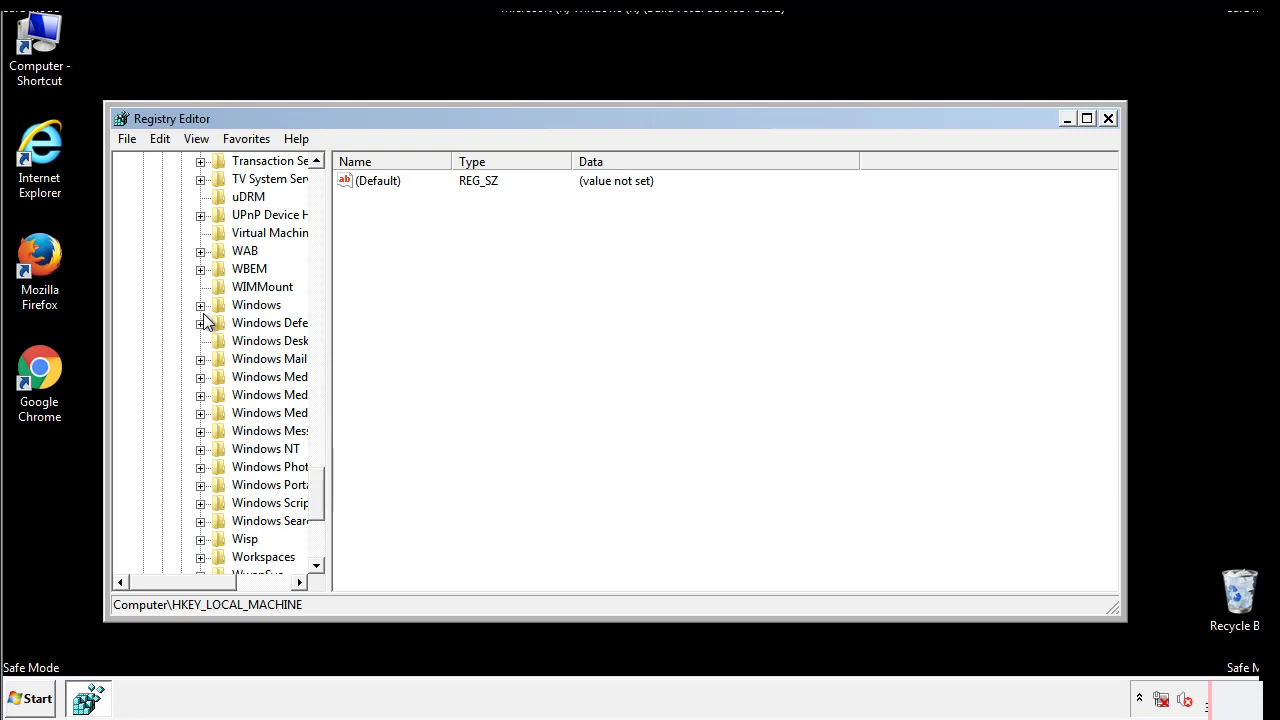 Computer -
Shortcut
Internet
Explorer
Mozilla
Firefox
Google
Chrome
Registry Editor
File Edit View Favorites Help
Transaction Se
TV System Serv
uDRM
UPnP Device H
Virtual Machin
WAB
WBEM
WIMMount
Windows
Windows Defe
Windows Desk
Windows Mail
Windows Med
Windows Med
Windows Med
Windows Mess
Windows NT
Windows Phot
Windows Porta
Windows Scrip
Windows Sear
Wisp
Workspaces
Name Type Data
(Default) REG_SZ (value not set)
Computer\HKEY_LOCAL_MACHINE
Recycle B
Safe Mode
Safe M
Start